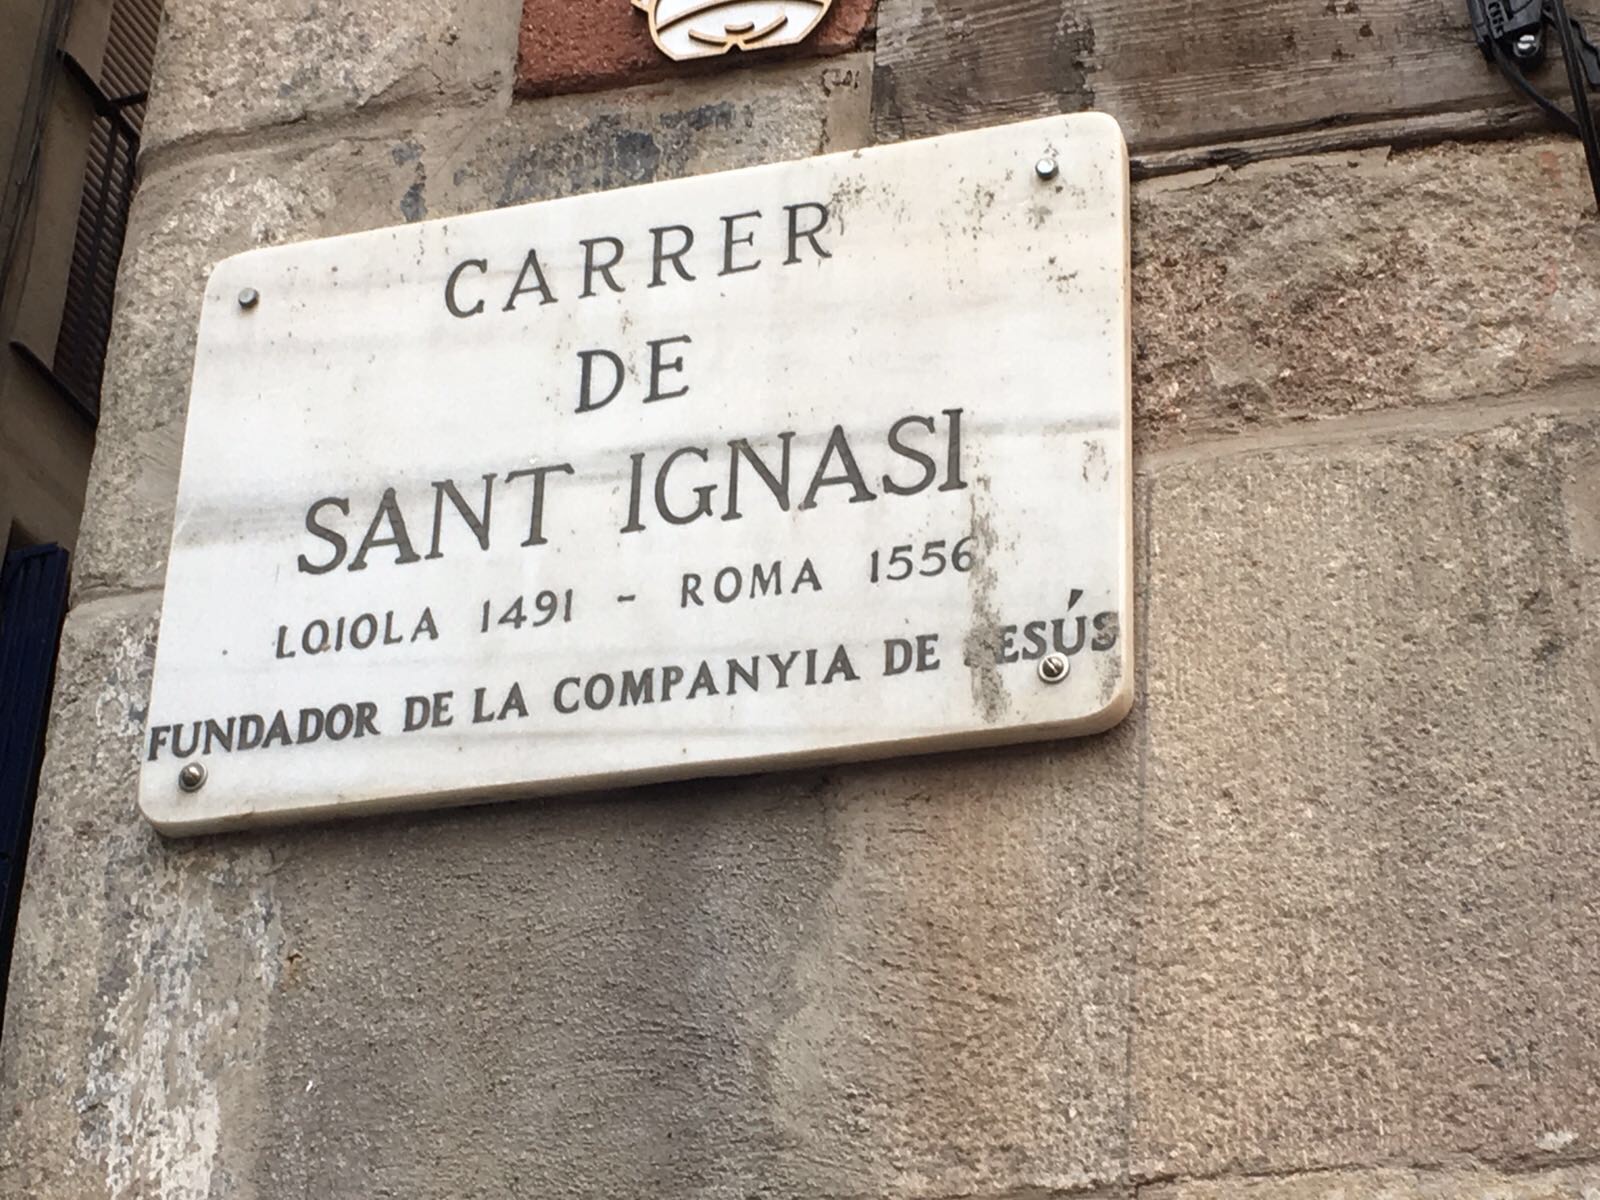 CARRER
DE
SANT IGNASI
LOIOLA 1491 - ROMA 1556
FUNDADOR DE LA COMPANYIA DE JESÚS